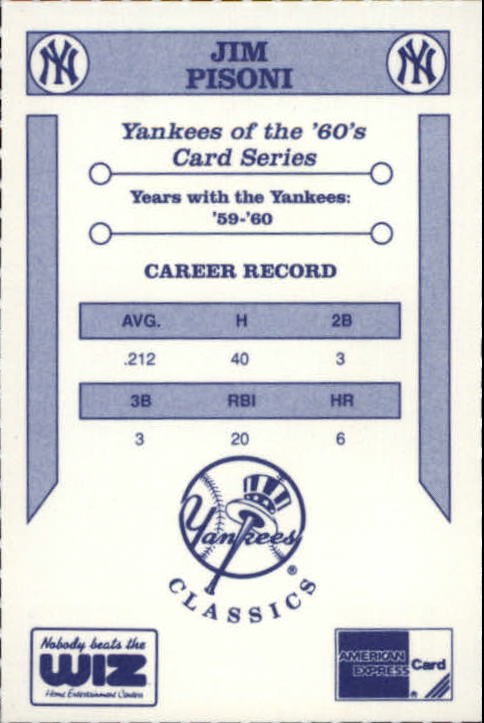 NY NY
JIM
PISONI
Yankees of the '60's
Card Series
Years with the Yankees:
'59-'60
CAREER RECORD
AVG. H 2B
.212 40 3
3B RBI HR
3 20 6
Yankees
®
CLASSICS
Nobody beats the
WIZ
Home Entertainment Centers
AMERICAN
EXPRESS
®
Card